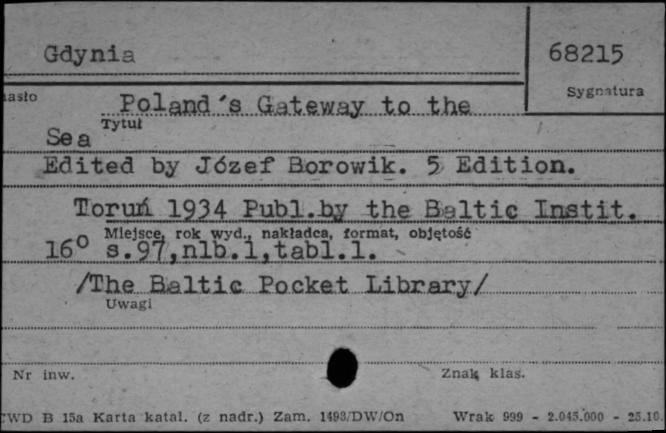 Gdynia 68215
Sygnatura
Poland's Gateway to the
Tytuł
Sea
Edited by Józef Borowik. 5 Edition.
Toruń 1934 Publ.by the Baltic Instit.
Miejsce, rok wyd., nakładca, format, objętość
16° s.97,nlb.1,tabl.1.
/The Baltic Pocket Library/
Uwagi
Nr inw. Znak klas.
WD B 15a Karta katal. (z nadr.) Zam. 1493/DW/On Wrak 999 - 2.045.000 - 25.10.